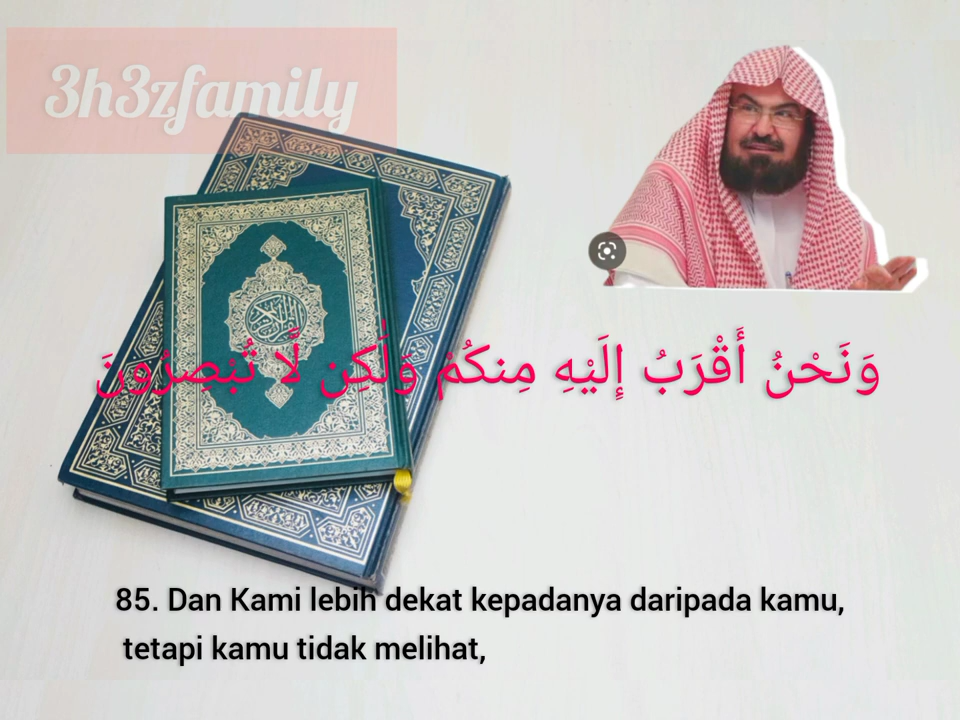 3h3zfamily
وَنَحْنُ أَقْرَبُ إِلَيْهِ مِنكُمْ وَلَٰكِن لَّا تُبْصِرُونَ
85. Dan Kami lebih dekat kepadanya daripada kamu,
tetapi kamu tidak melihat,